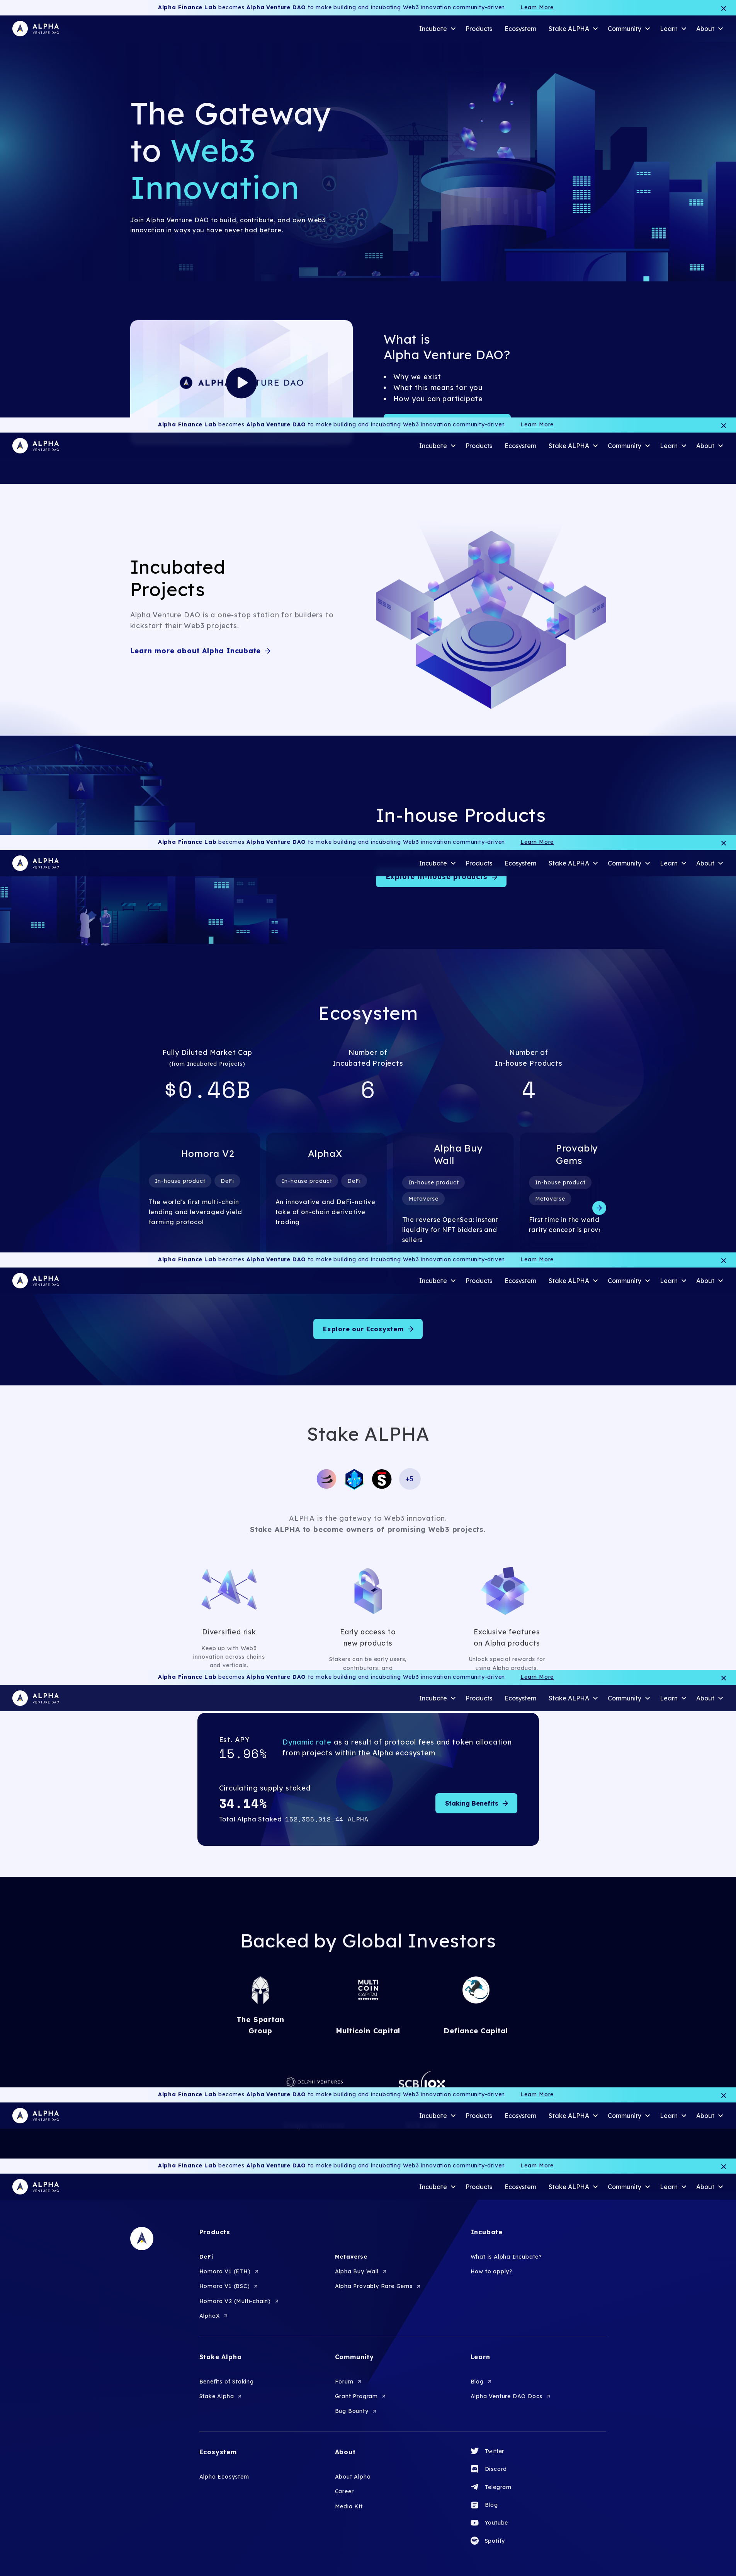 Alpha Finance Lab becomes Alpha Venture DAO to make building and incubating Web3 innovation community-driven Learn More
ALPHA
VENTURE DAO
Incubate Products Ecosystem Stake ALPHA Community Learn About
The Gateway
to Web3
Innovation
Join Alpha Venture DAO to build, contribute, and own Web3
innovation in ways you have never had before.
What is
Alpha Venture DAO?
Why we exist
What this means for you
How you can participate
Alpha Finance Lab becomes Alpha Venture DAO to make building and incubating Web3 innovation community-driven Learn More
ALPHA
VENTURE DAO
Incubate Products Ecosystem Stake ALPHA Community Learn About
Incubated
Projects
Alpha Venture DAO is a one-stop station for builders to
kickstart their Web3 projects.
Learn more about Alpha Incubate
In-house Products
Alpha Finance Lab becomes Alpha Venture DAO to make building and incubating Web3 innovation community-driven Learn More
ALPHA
VENTURE DAO
Incubate Products Ecosystem Stake ALPHA Community Learn About
Explore in-house products
Ecosystem
Fully Diluted Market Cap
(from Incubated Projects)
$0.46B
Number of
Incubated Projects
6
Number of
In-house Products
4
Homora V2
In-house product DeFi
The world's first multi-chain
lending and leveraged yield
farming protocol
AlphaX
In-house product DeFi
An innovative and DeFi-native
take of on-chain derivative
trading
Alpha Buy
Wall
In-house product
Metaverse
The reverse OpenSea: instant
liquidity for NFT bidders and
sellers
Provably
Gems
In-house product
Metaverse
First time in the world
rarity concept is
Alpha Finance Lab becomes Alpha Venture DAO to make building and incubating Web3 innovation community-driven Learn More
ALPHA
VENTURE DAO
Incubate Products Ecosystem Stake ALPHA Community Learn About
Explore our Ecosystem
Stake ALPHA
+5
ALPHA is the gateway to Web3 innovation.
Stake ALPHA to become owners of promising Web3 projects.
Diversified risk
Keep up with Web3
innovation across chains
and verticals.
Early access to
new products
Stakers can be early users,
contributors, and
Exclusive features
on Alpha products
Unlock special rewards for
using Alpha products.
Alpha Finance Lab becomes Alpha Venture DAO to make building and incubating Web3 innovation community-driven Learn More
ALPHA
VENTURE DAO
Incubate Products Ecosystem Stake ALPHA Community Learn About
Est. APY
15.96%
Dynamic rate as a result of protocol fees and token allocation
from projects within the Alpha ecosystem
Circulating supply staked
34.14%
Total Alpha Staked 152,356,012.44 ALPHA
Staking Benefits
Backed by Global Investors
The Spartan
Group
MULTI
COIN
CAPITAL
Multicoin Capital
Defiance Capital
DELPHI VENTURES
SCB 10X
Alpha Finance Lab becomes Alpha Venture DAO to make building and incubating Web3 innovation community-driven Learn More
ALPHA
VENTURE DAO
Incubate Products Ecosystem Stake ALPHA Community Learn About
Alpha Finance Lab becomes Alpha Venture DAO to make building and incubating Web3 innovation community-driven Learn More
ALPHA
VENTURE DAO
Incubate Products Ecosystem Stake ALPHA Community Learn About
Products
DeFi
Homora V1 (ETH)
Homora V1 (BSC)
Homora V2 (Multi-chain)
AlphaX
Metaverse
Alpha Buy Wall
Alpha Provably Rare Gems
Incubate
What is Alpha Incubate?
How to apply?
Stake Alpha
Benefits of Staking
Stake Alpha
Community
Forum
Grant Program
Bug Bounty
Learn
Blog
Alpha Venture DAO Docs
Ecosystem
Alpha Ecosystem
About
About Alpha
Career
Media Kit
Twitter
Discord
Telegram
Blog
Youtube
Spotify